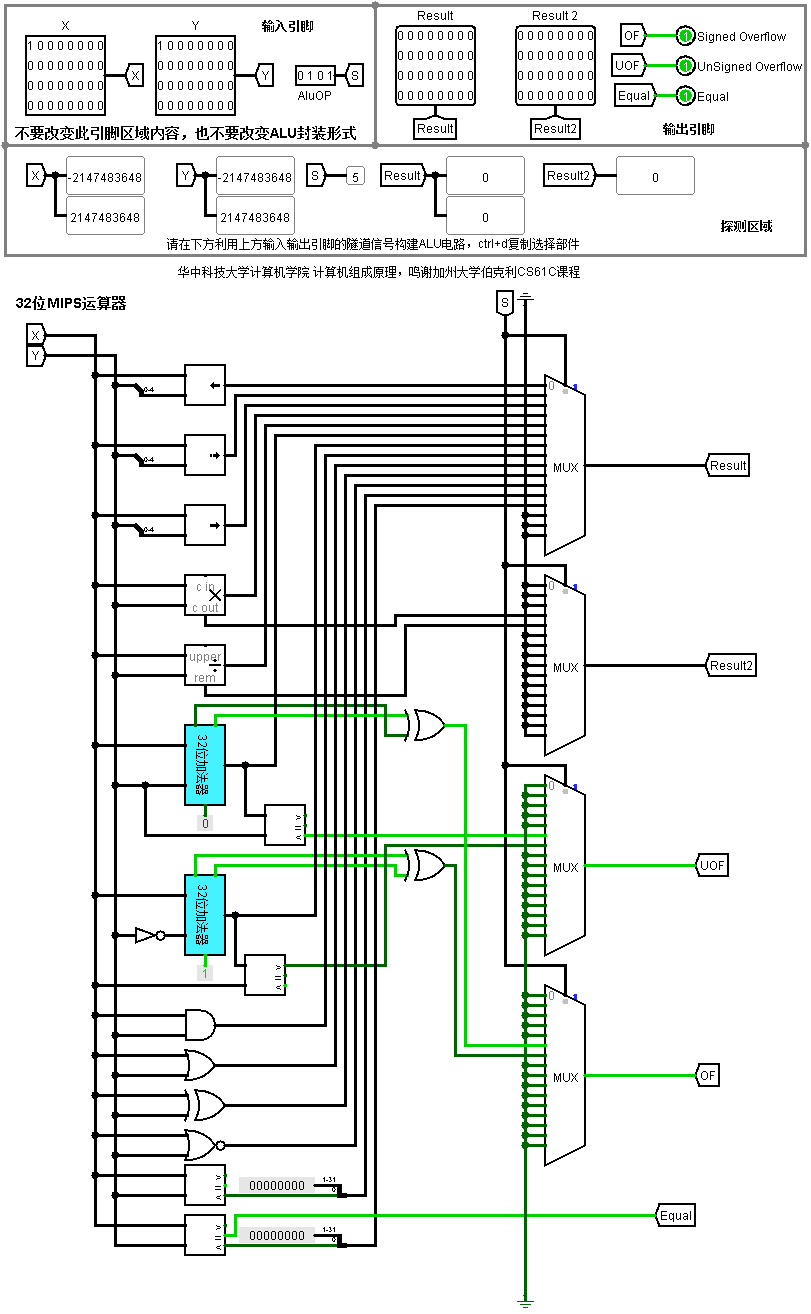 X
1 0 0 0 0 0 0 0
0 0 0 0 0 0 0 0
0 0 0 0 0 0 0 0
0 0 0 0 0 0 0 0
X
Y
1 0 0 0 0 0 0 0
0 0 0 0 0 0 0 0
0 0 0 0 0 0 0 0
0 0 0 0 0 0 0 0
Y
输入引脚
0 1 0 1
S
AluOP
不要改变此引脚区域内容，也不要改变ALU封装形式
Result
0 0 0 0 0 0 0 0
0 0 0 0 0 0 0 0
0 0 0 0 0 0 0 0
0 0 0 0 0 0 0 0
Result
Result 2
0 0 0 0 0 0 0 0
0 0 0 0 0 0 0 0
0 0 0 0 0 0 0 0
0 0 0 0 0 0 0 0
Result2
OF 1 Signed Overflow
UOF 1 UnSigned Overflow
Equal 1 Equal
输出引脚
X -2147483648
2147483648
Y -2147483648
2147483648
S 5
Result 0
0
Result2 0
探测区域
请在下方利用上方输入输出引脚的隧道信号构建ALU电路，ctrl+d复制选择部件
华中科技大学计算机学院 计算机组成原理，鸣谢加州大学伯克利CS61C课程
32位MIPS运算器
S
X
Y
0-4
0
MUX
Result
0-4
0-4
c in
c out
0
MUX
Result2
upper
rem
32位加法器
0
0
MUX
UOF
32位加法器
1
0
MUX
OF
00000000
1-31
0
Equal
00000000
1-31
0